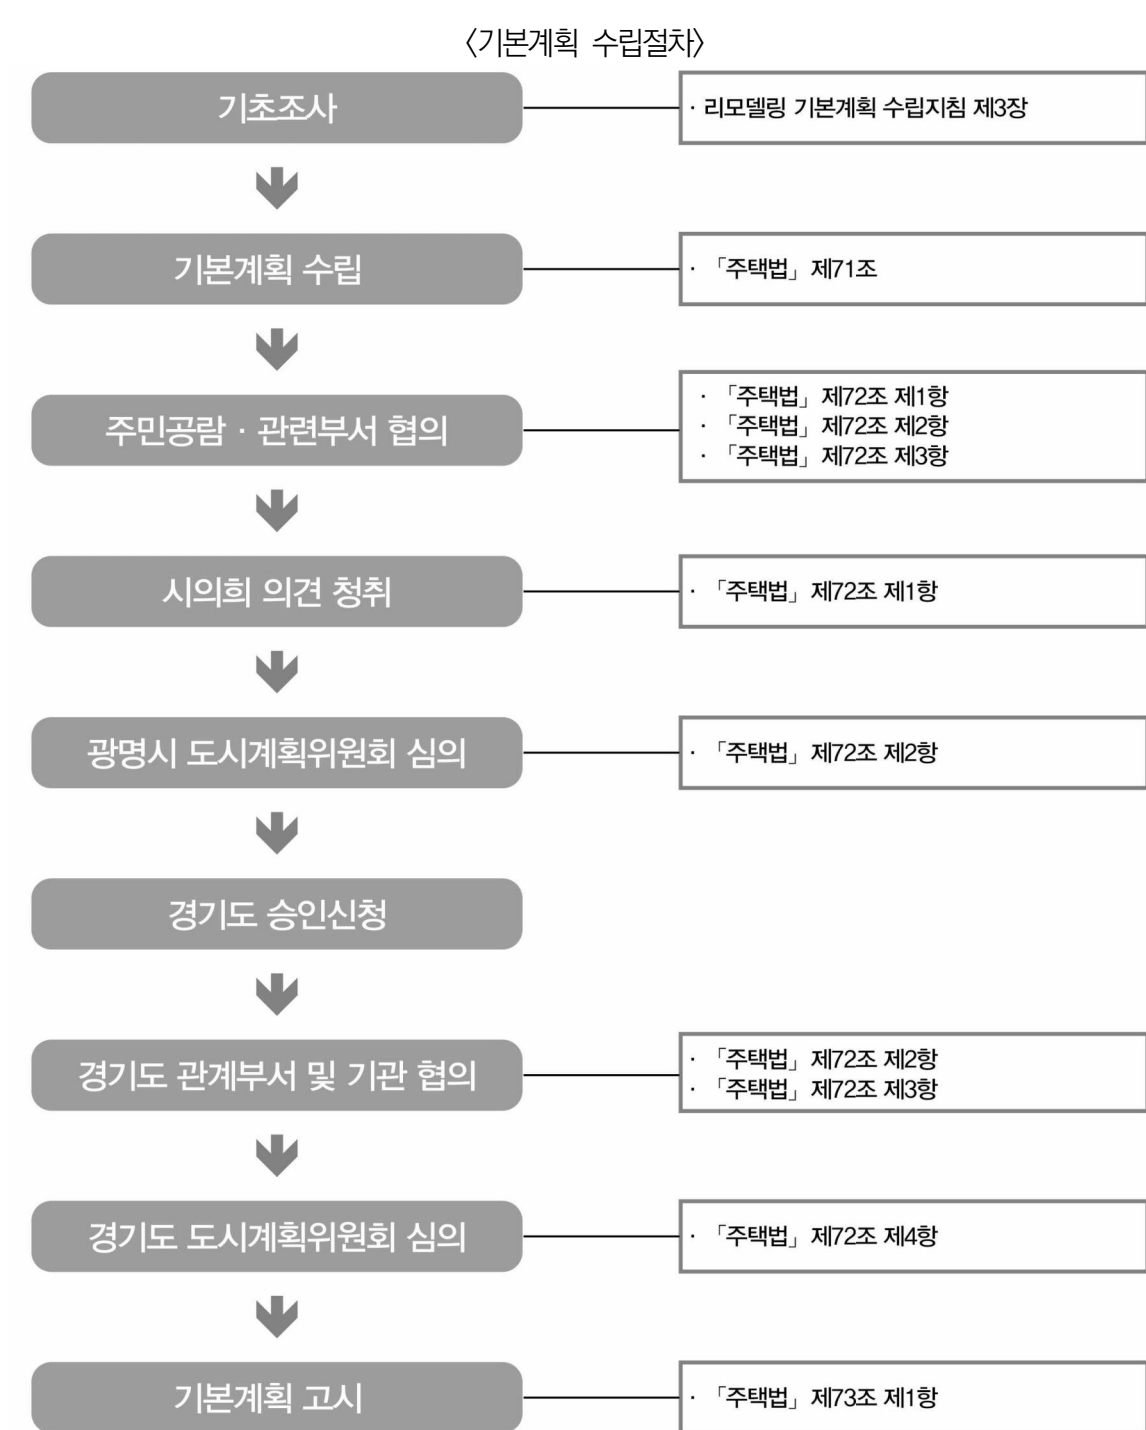 〈기본계획 수립절차〉
기초조사
· 리모델링 기본계획 수립지침 제3장
기본계획 수립
· 「주택법」제71조
주민공람 · 관련부서 협의
· 「주택법」제72조 제1항
· 「주택법」제72조 제2항
· 「주택법」제72조 제3항
시의희 의견 청취
· 「주택법」제72조 제1항
광명시 도시계획위원회 심의
· 「주택법」제72조 제2항
경기도 승인신청
경기도 관계부서 및 기관 협의
· 「주택법」제72조 제2항
· 「주택법」제72조 제3항
경기도 도시계획위원회 심의
· 「주택법」제72조 제4항
기본계획 고시
· 「주택법」제73조 제1항